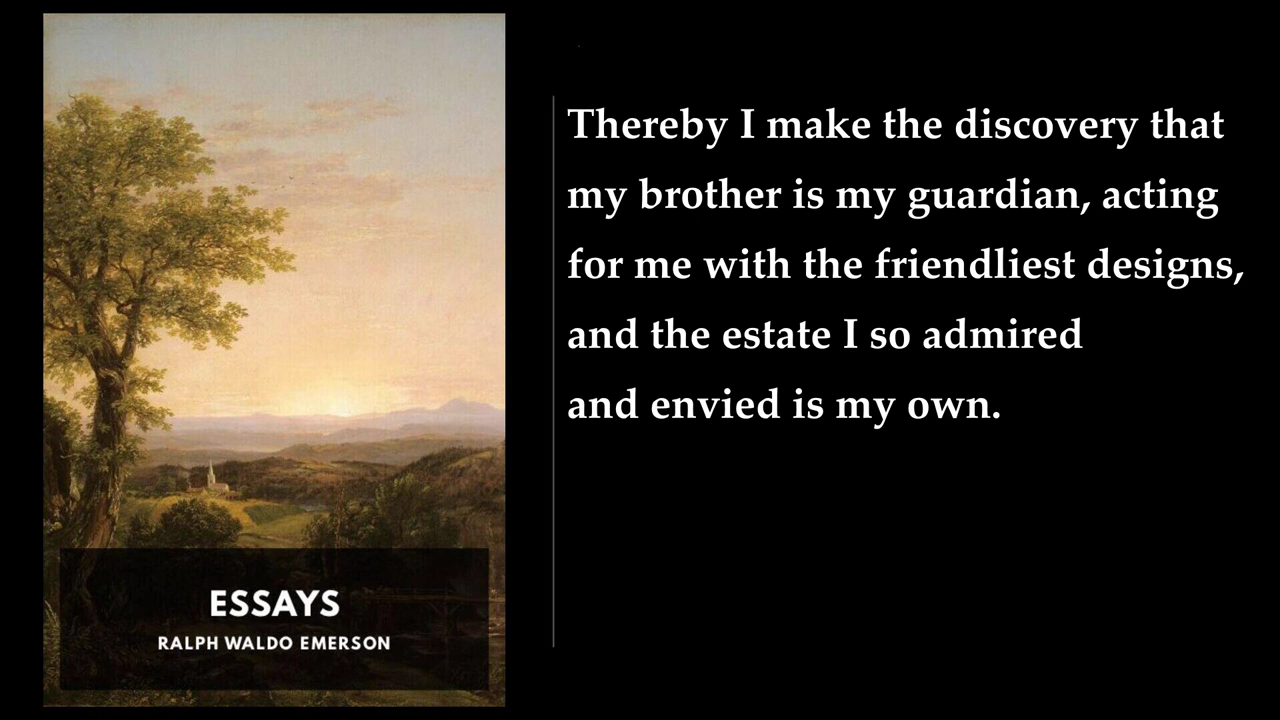 ESSAYS
RALPH WALDO EMERSON
Thereby I make the discovery that
my brother is my guardian, acting
for me with the friendliest designs,
and the estate I so admired
and envied is my own.